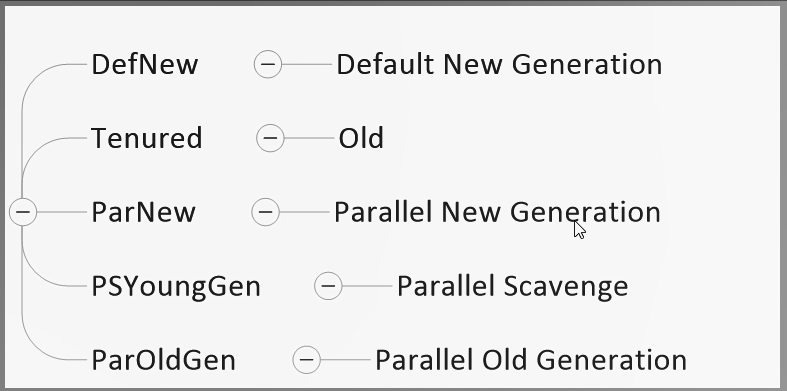 DefNew Default New Generation
Tenured Old
ParNew Parallel New Generation
PSYoungGen Parallel Scavenge
ParOldGen Parallel Old Generation